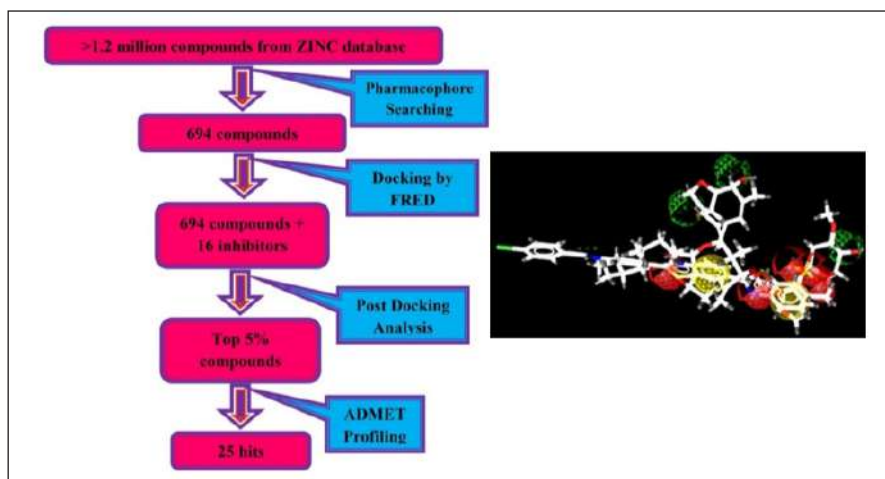 >1.2 million compounds from ZINC database
Pharmacophore
Searching
694 compounds
Docking by
FRED
694 compounds +
16 inhibitors
Post Docking
Analysis
Top 5%
compounds
ADMET
Profiling
25 hits